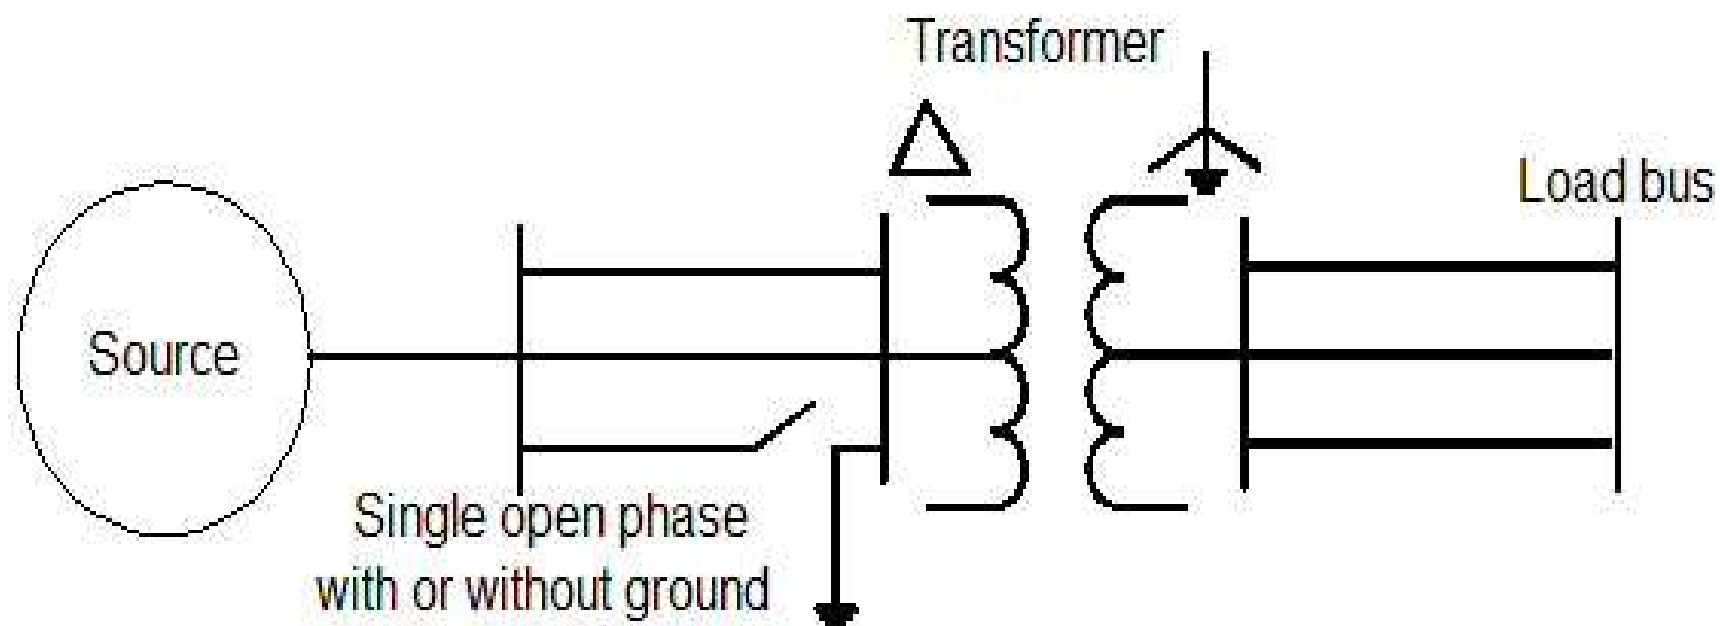 Transformer
Load bus
Source
Single open phase
with or without ground